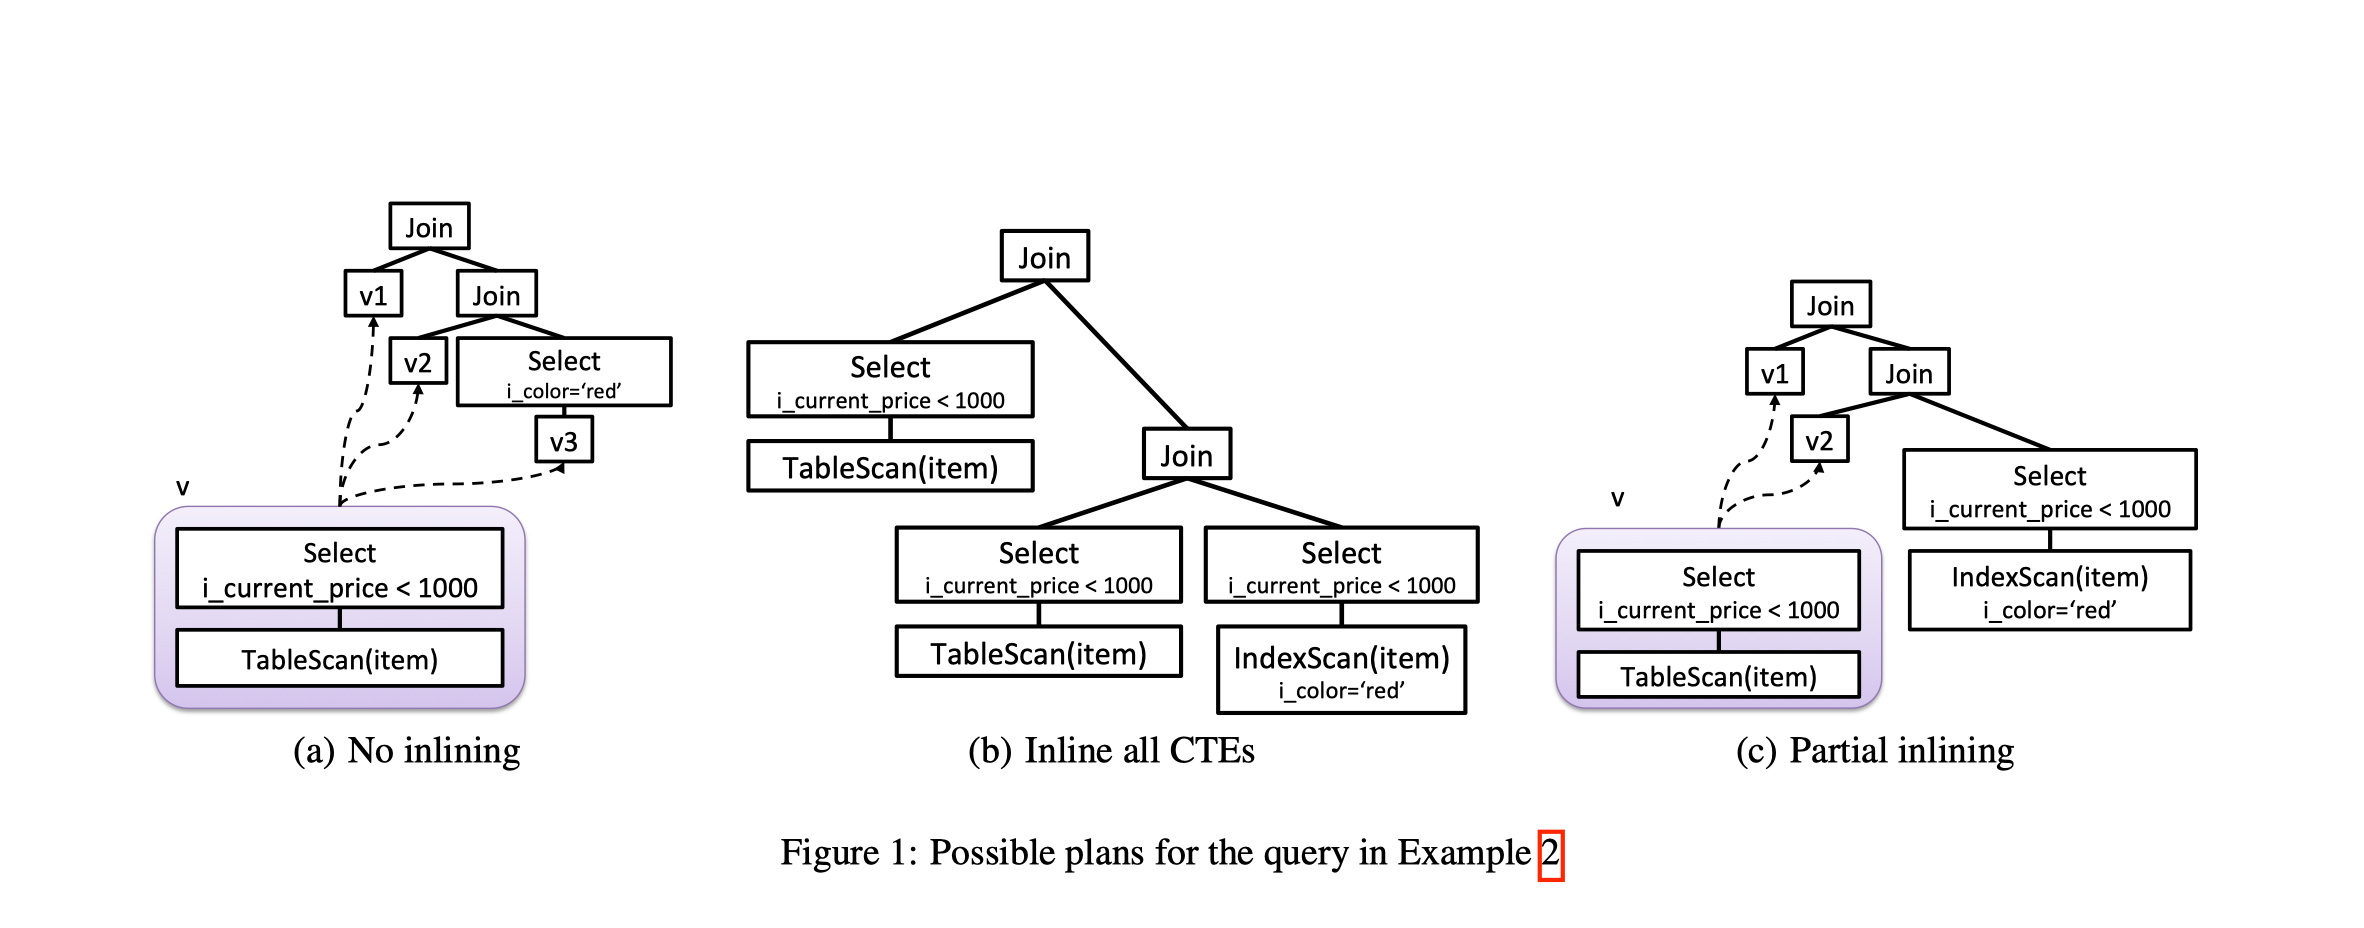 Join
v1
Join
v2
Select
i_color=‘red’
v3
v
Select
i_current_price < 1000
TableScan(item)
(a) No inlining
Join
Select
i_current_price < 1000
TableScan(item)
Join
Select
i_current_price < 1000
TableScan(item)
Select
i_current_price < 1000
IndexScan(item)
i_color=‘red’
(b) Inline all CTEs
Join
v1
Join
v2
Select
i_current_price < 1000
IndexScan(item)
i_color=‘red’
v
Select
i_current_price < 1000
TableScan(item)
(c) Partial inlining
Figure 1: Possible plans for the query in Example 2